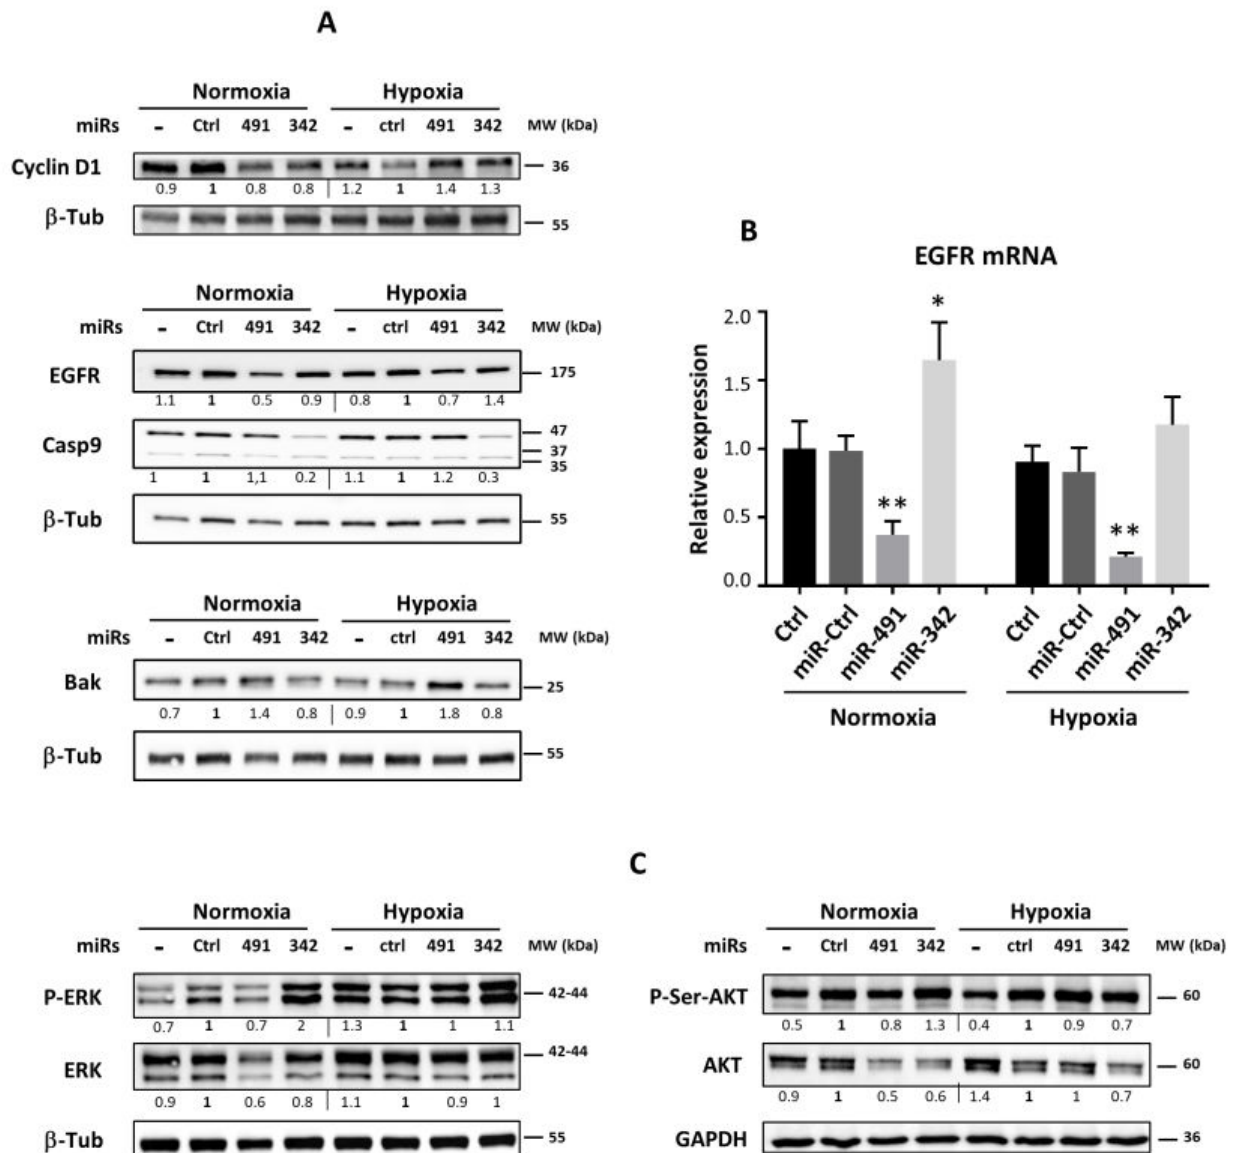 A
Normoxia Hypoxia
miRs - Ctrl 491 342 - ctrl 491 342 MW (kDa)
Cyclin D1 36
0.9 1 0.8 0.8 1.2 1 1.4 1.3
β-Tub 55
Normoxia Hypoxia
miRs - Ctrl 491 342 - ctrl 491 342 MW (kDa)
EGFR 175
1.1 1 0.5 0.9 0.8 1 0.7 1.4
Casp9 47
37
35
1 1 1,1 0.2 1.1 1 1.2 0.3
β-Tub 55
Normoxia Hypoxia
miRs - Ctrl 491 342 - ctrl 491 342 MW (kDa)
Bak 25
0.7 1 1.4 0.8 0.9 1 1.8 0.8
β-Tub 55
B
EGFR mRNA
Relative expression
2.0
1.5
1.0
0.5
0.0
*
**
**
Ctrl miR-Ctrl miR-491 miR-342 Ctrl miR-Ctrl miR-491 miR-342
Normoxia Hypoxia
C
Normoxia Hypoxia
miRs - Ctrl 491 342 - ctrl 491 342 MW (kDa)
P-ERK 42-44
0.7 1 0.7 2 1.3 1 1 1.1
ERK 42-44
0.9 1 0.6 0.8 1.1 1 0.9 1
β-Tub 55
Normoxia Hypoxia
miRs - Ctrl 491 342 - ctrl 491 342 MW (kDa)
P-Ser-AKT 60
0.5 1 0.8 1.3 0.4 1 0.9 0.7
AKT 60
0.9 1 0.5 0.6 1.4 1 1 0.7
GAPDH 36